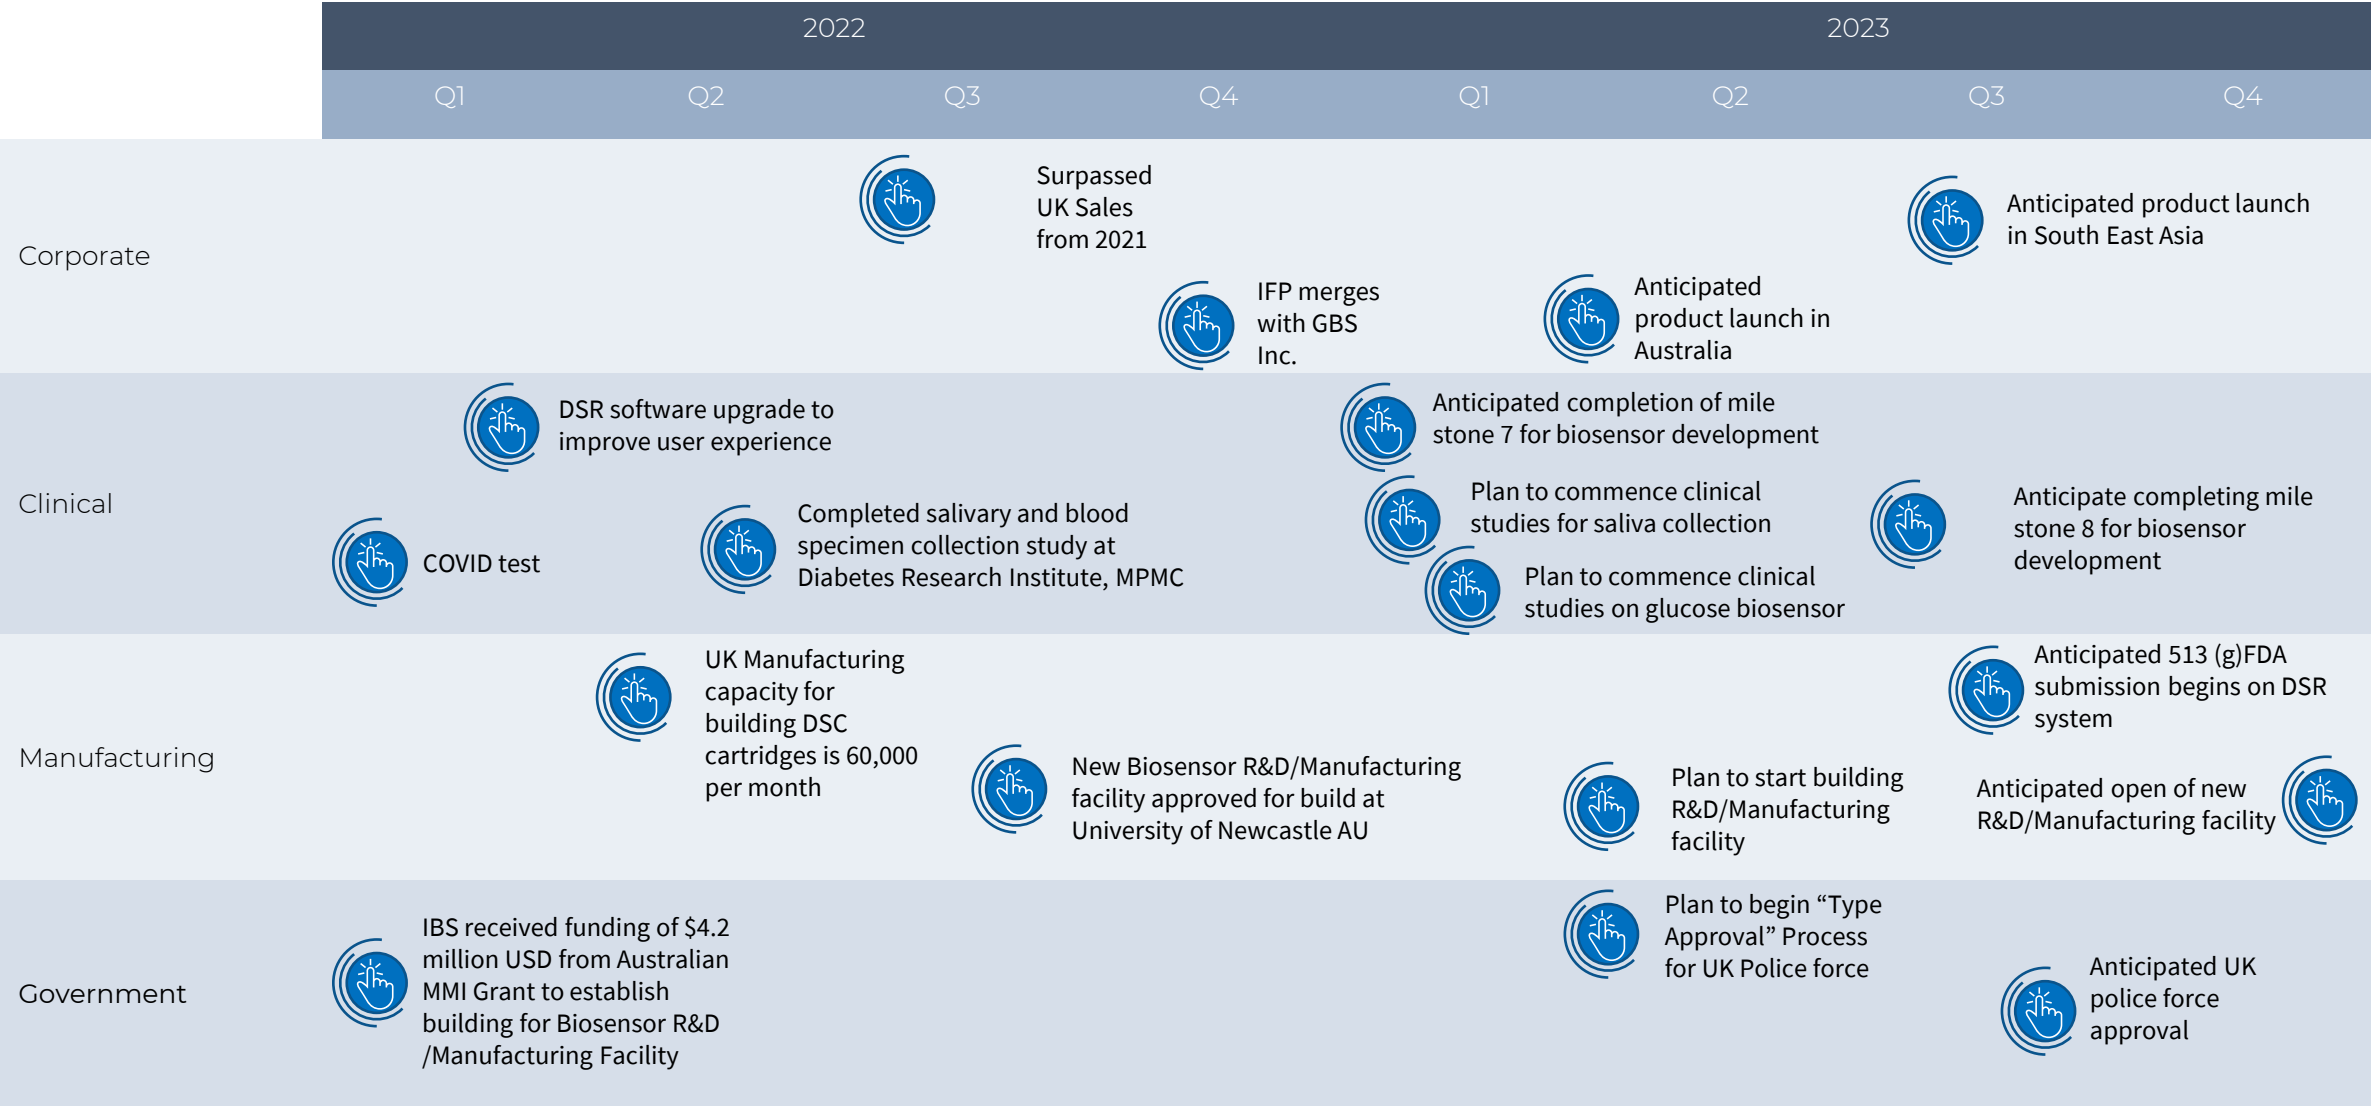 2022
2023
Q1
Q2
Q3
Q4
Q1
Q2
Q3
Q4
Corporate
Surpassed
UK Sales
from 2021
IFP merges
with GBS
Inc.
Anticipated
product launch in
Australia
Anticipated product launch
in South East Asia
Clinical
DSR software upgrade to
improve user experience
COVID test
Completed salivary and blood
specimen collection study at
Diabetes Research Institute, MPMC
Anticipated completion of mile
stone 7 for biosensor development
Plan to commence clinical
studies for saliva collection
Plan to commence clinical
studies on glucose biosensor
Anticipate completing mile
stone 8 for biosensor
development
Manufacturing
UK Manufacturing
capacity for
building DSC
cartridges is 60,000
per month
New Biosensor R&D/Manufacturing
facility approved for build at
University of Newcastle AU
Plan to start building
R&D/Manufacturing
facility
Anticipated 513 (g)FDA
submission begins on DSR
system
Anticipated open of new
R&D/Manufacturing facility
Government
IBS received funding of $4.2
million USD from Australian
MMI Grant to establish
building for Biosensor R&D
/Manufacturing Facility
Plan to begin “Type
Approval” Process
for UK Police force
Anticipated UK
police force
approval